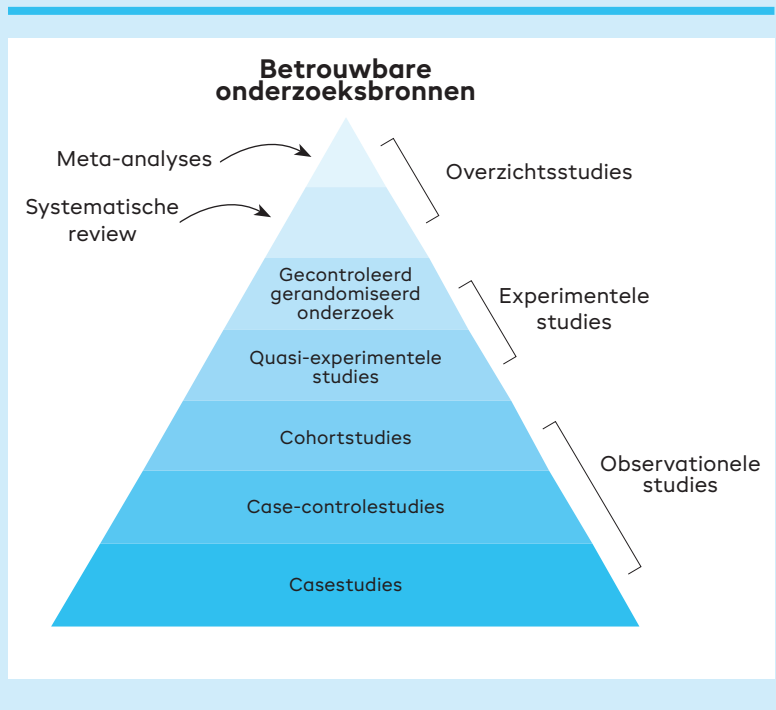 Betrouwbare
onderzoeksbronnen
Meta-analyses
Overzichtsstudies
Systematische
review
Gecontroleerd
gerandomiseerd
onderzoek
Experimentele
studies
Quasi-experimentele
studies
Cohortstudies
Observationele
studies
Case-controlestudies
Casestudies